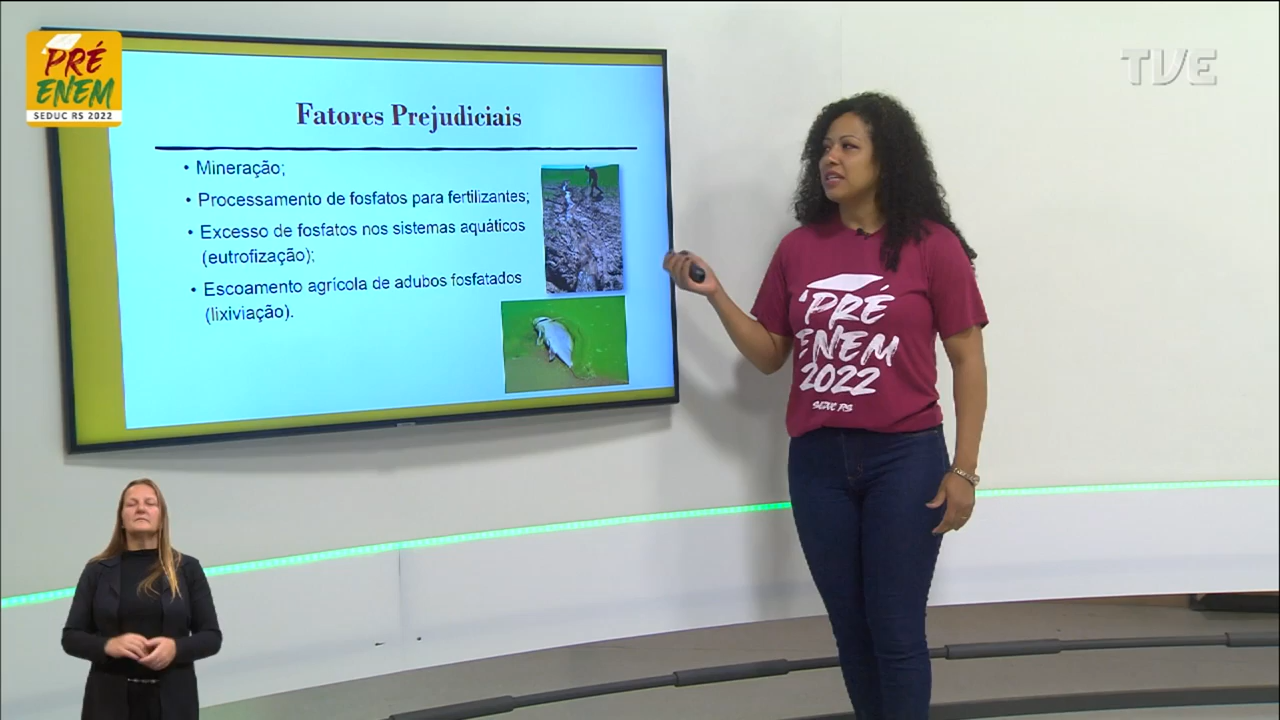 PRÉ
ENEM
SEDUC RS 2022
TVE
Fatores Prejudiciais
• Mineração;
• Processamento de fosfatos para fertilizantes;
• Excesso de fosfatos nos sistemas aquáticos
(eutrofização);
• Escoamento agrícola de adubos fosfatados
(lixiviação).
'PRÉ
ENEM
2022
SEDUC RS